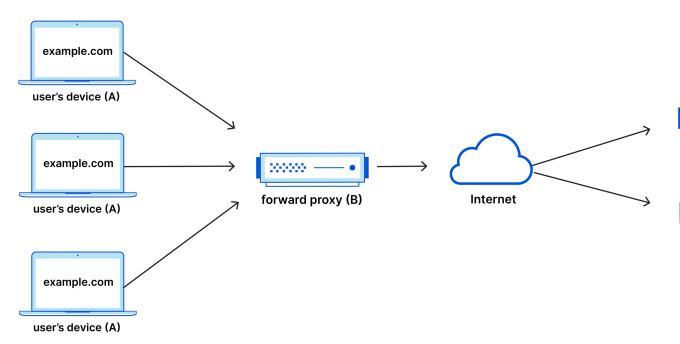 example.com
user's device (A)
example.com
user's device (A)
forward proxy (B)
Internet
example.com
user's device (A)